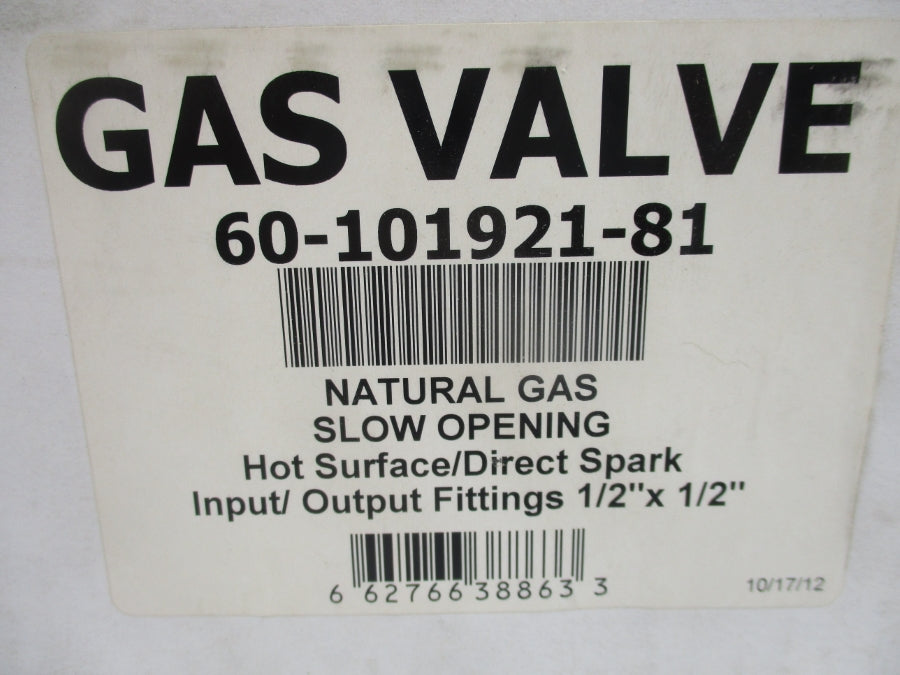 GAS VALVE
60-101921-81
NATURAL GAS
SLOW OPENING
Hot Surface/Direct Spark
Input/ Output Fittings 1/2"x 1/2"
6 62766 38863 3
10/17/12